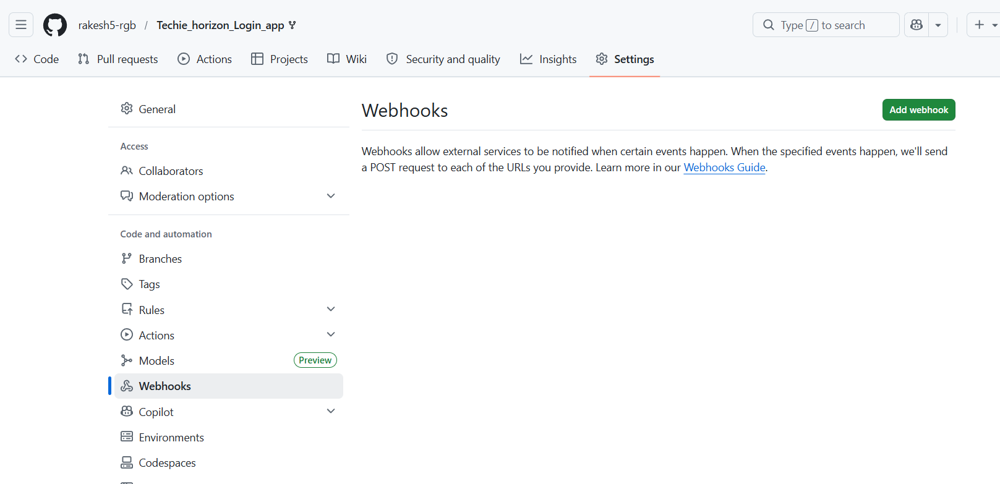 rakesh5-rgb / Techie_horizon_Login_app
Type / to search
Code
Pull requests
Actions
Projects
Wiki
Security and quality
Insights
Settings
General
Access
Collaborators
Moderation options
Code and automation
Branches
Tags
Rules
Actions
Models
Preview
Webhooks
Copilot
Environments
Codespaces
Webhooks
Add webhook
Webhooks allow external services to be notified when certain events happen. When the specified events happen, we'll send
a POST request to each of the URLs you provide. Learn more in our Webhooks Guide.